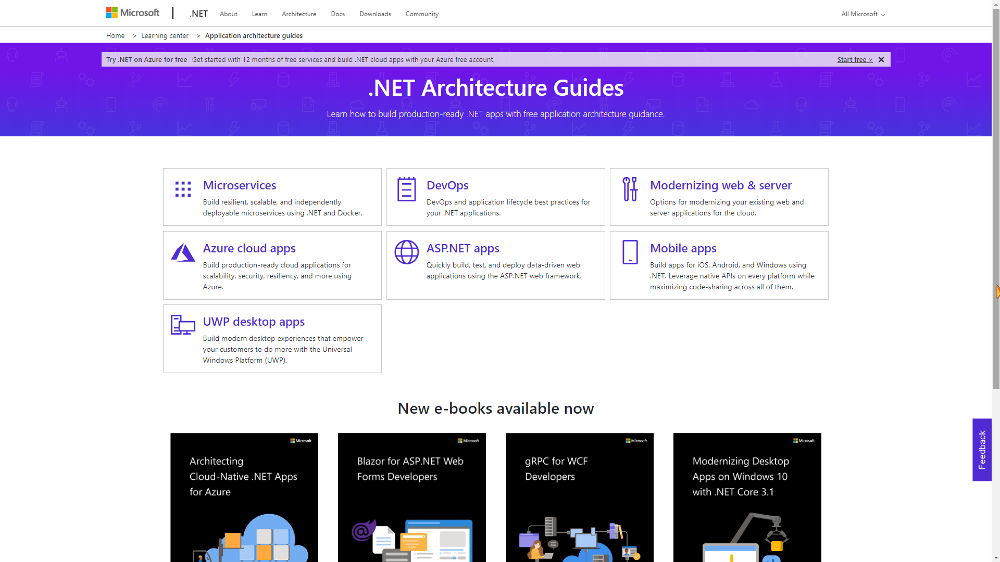 Microsoft
.NET
About
Learn
Architecture
Docs
Downloads
Community
All Microsoft
Home > Learning center > Application architecture guides
Try .NET on Azure for free Get started with 12 months of free services and build .NET cloud apps with your Azure free account.
Start free >
.NET Architecture Guides
Learn how to build production-ready .NET apps with free application architecture guidance.
Microservices
Build resilient, scalable, and independently
deployable microservices using .NET and Docker.
DevOps
DevOps and application lifecycle best practices for
your .NET applications.
Modernizing web & server
Options for modernizing your existing web and
server applications for the cloud.
Azure cloud apps
Build production-ready cloud applications for
scalability, security, resiliency, and more using
Azure.
ASP.NET apps
Quickly build, test, and deploy data-driven web
applications using the ASP.NET web framework.
Mobile apps
Build apps for iOS, Android, and Windows using
.NET. Leverage native APIs on every platform while
maximizing code-sharing across all of them.
UWP desktop apps
Build modern desktop experiences that empower
your customers to do more with the Universal
Windows Platform (UWP).
New e-books available now
Microsoft
Architecting
Cloud-Native .NET Apps
for Azure
Microsoft
Blazor for ASP.NET Web
Forms Developers
Microsoft
gRPC for WCF
Developers
Microsoft
Modernizing Desktop
Apps on Windows 10
with .NET Core 3.1
Feedback